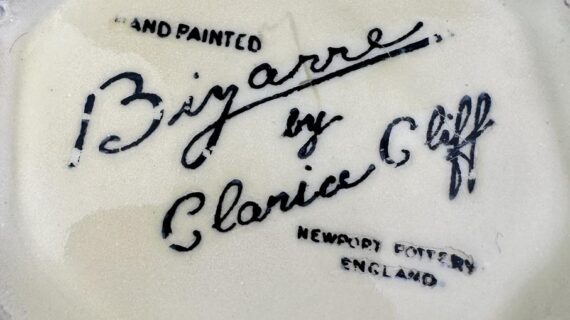 HAND PAINTED
Bizarre
by
Clarice Cliff
NEWPORT POTTERY
ENGLAND